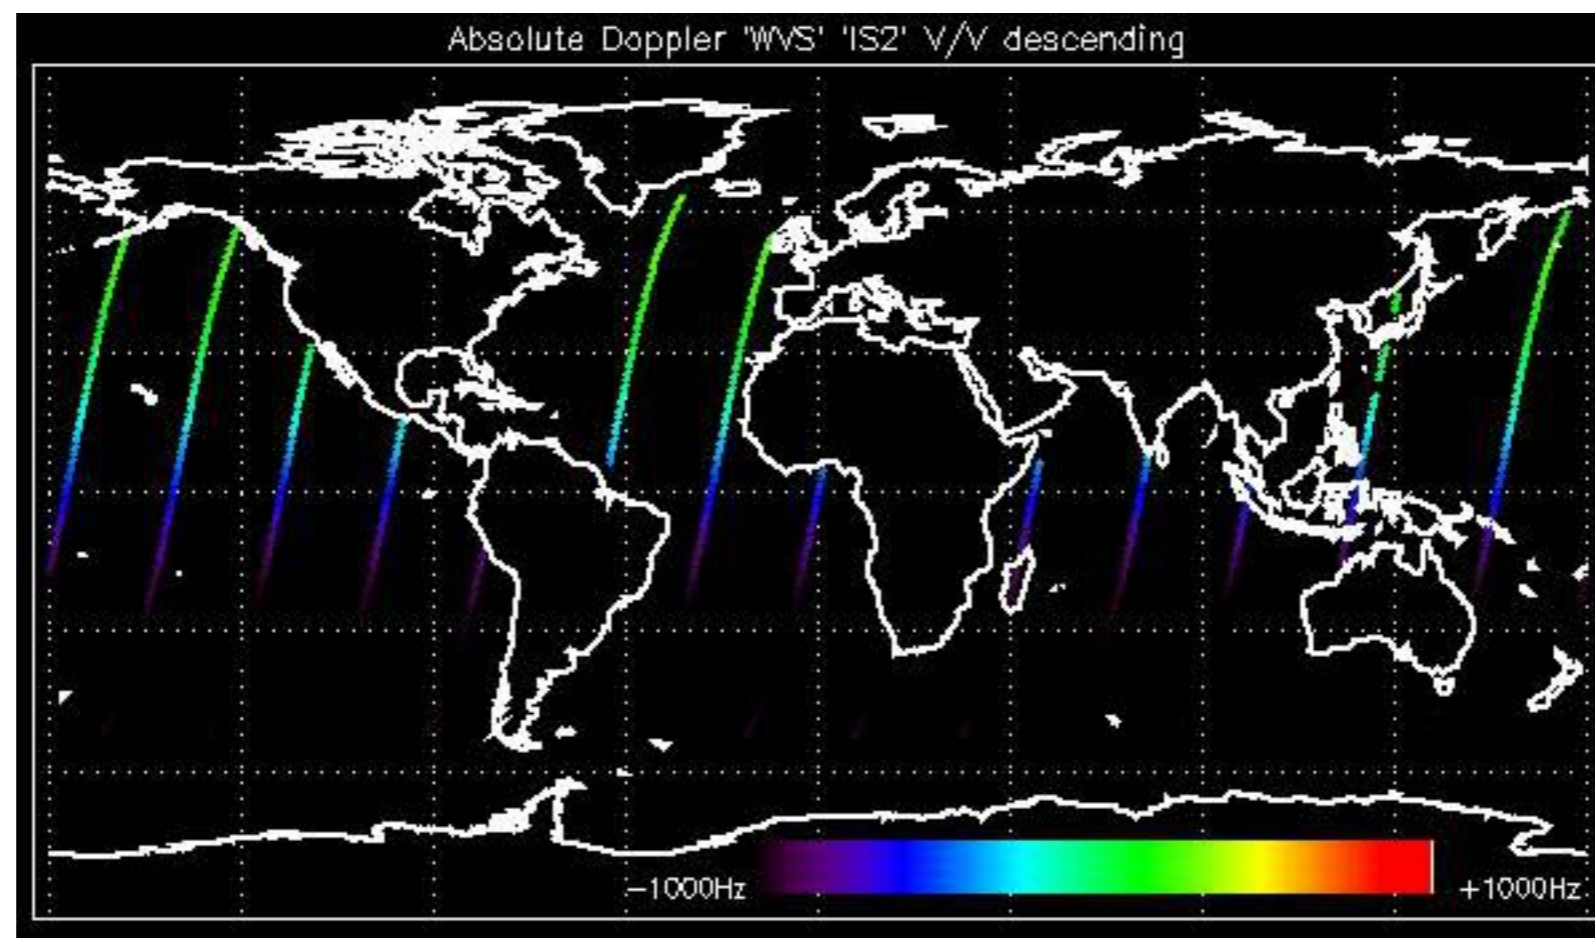 Absolute Doppler 'WVS' 'IS2' V/V descending
−1000Hz
+1000Hz